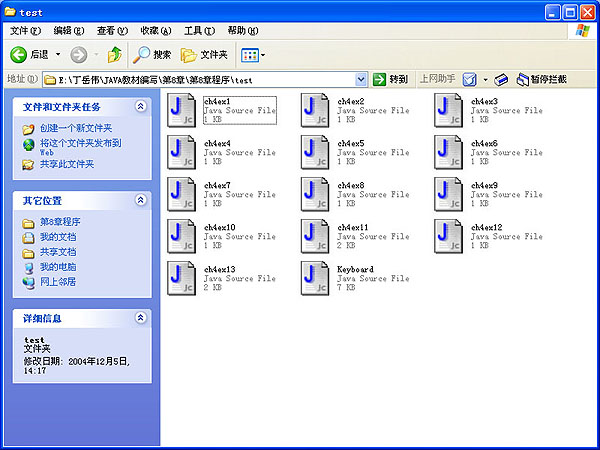 test
文件(F) 编辑(E) 查看(V) 收藏(A) 工具(T) 帮助(H)
后退 搜索 文件夹
地址(D) E:\丁岳伟\JAVA教材编写\第8章\第8章程序\test 转到 上网助手 暂停拦截
文件和文件夹任务
创建一个新文件夹
将这个文件夹发布到
Web
共享此文件夹
其它位置
第8章程序
我的文档
共享文档
我的电脑
网上邻居
详细信息
test
文件夹
修改日期: 2004年12月5日,
14:17
ch4ex1
Java Source File
1 KB
ch4ex2
Java Source File
1 KB
ch4ex3
Java Source File
1 KB
ch4ex4
Java Source File
1 KB
ch4ex5
Java Source File
1 KB
ch4ex6
Java Source File
1 KB
ch4ex7
Java Source File
1 KB
ch4ex8
Java Source File
1 KB
ch4ex9
Java Source File
1 KB
ch4ex10
Java Source File
1 KB
ch4ex11
Java Source File
2 KB
ch4ex12
Java Source File
1 KB
ch4ex13
Java Source File
2 KB
Keyboard
Java Source File
7 KB